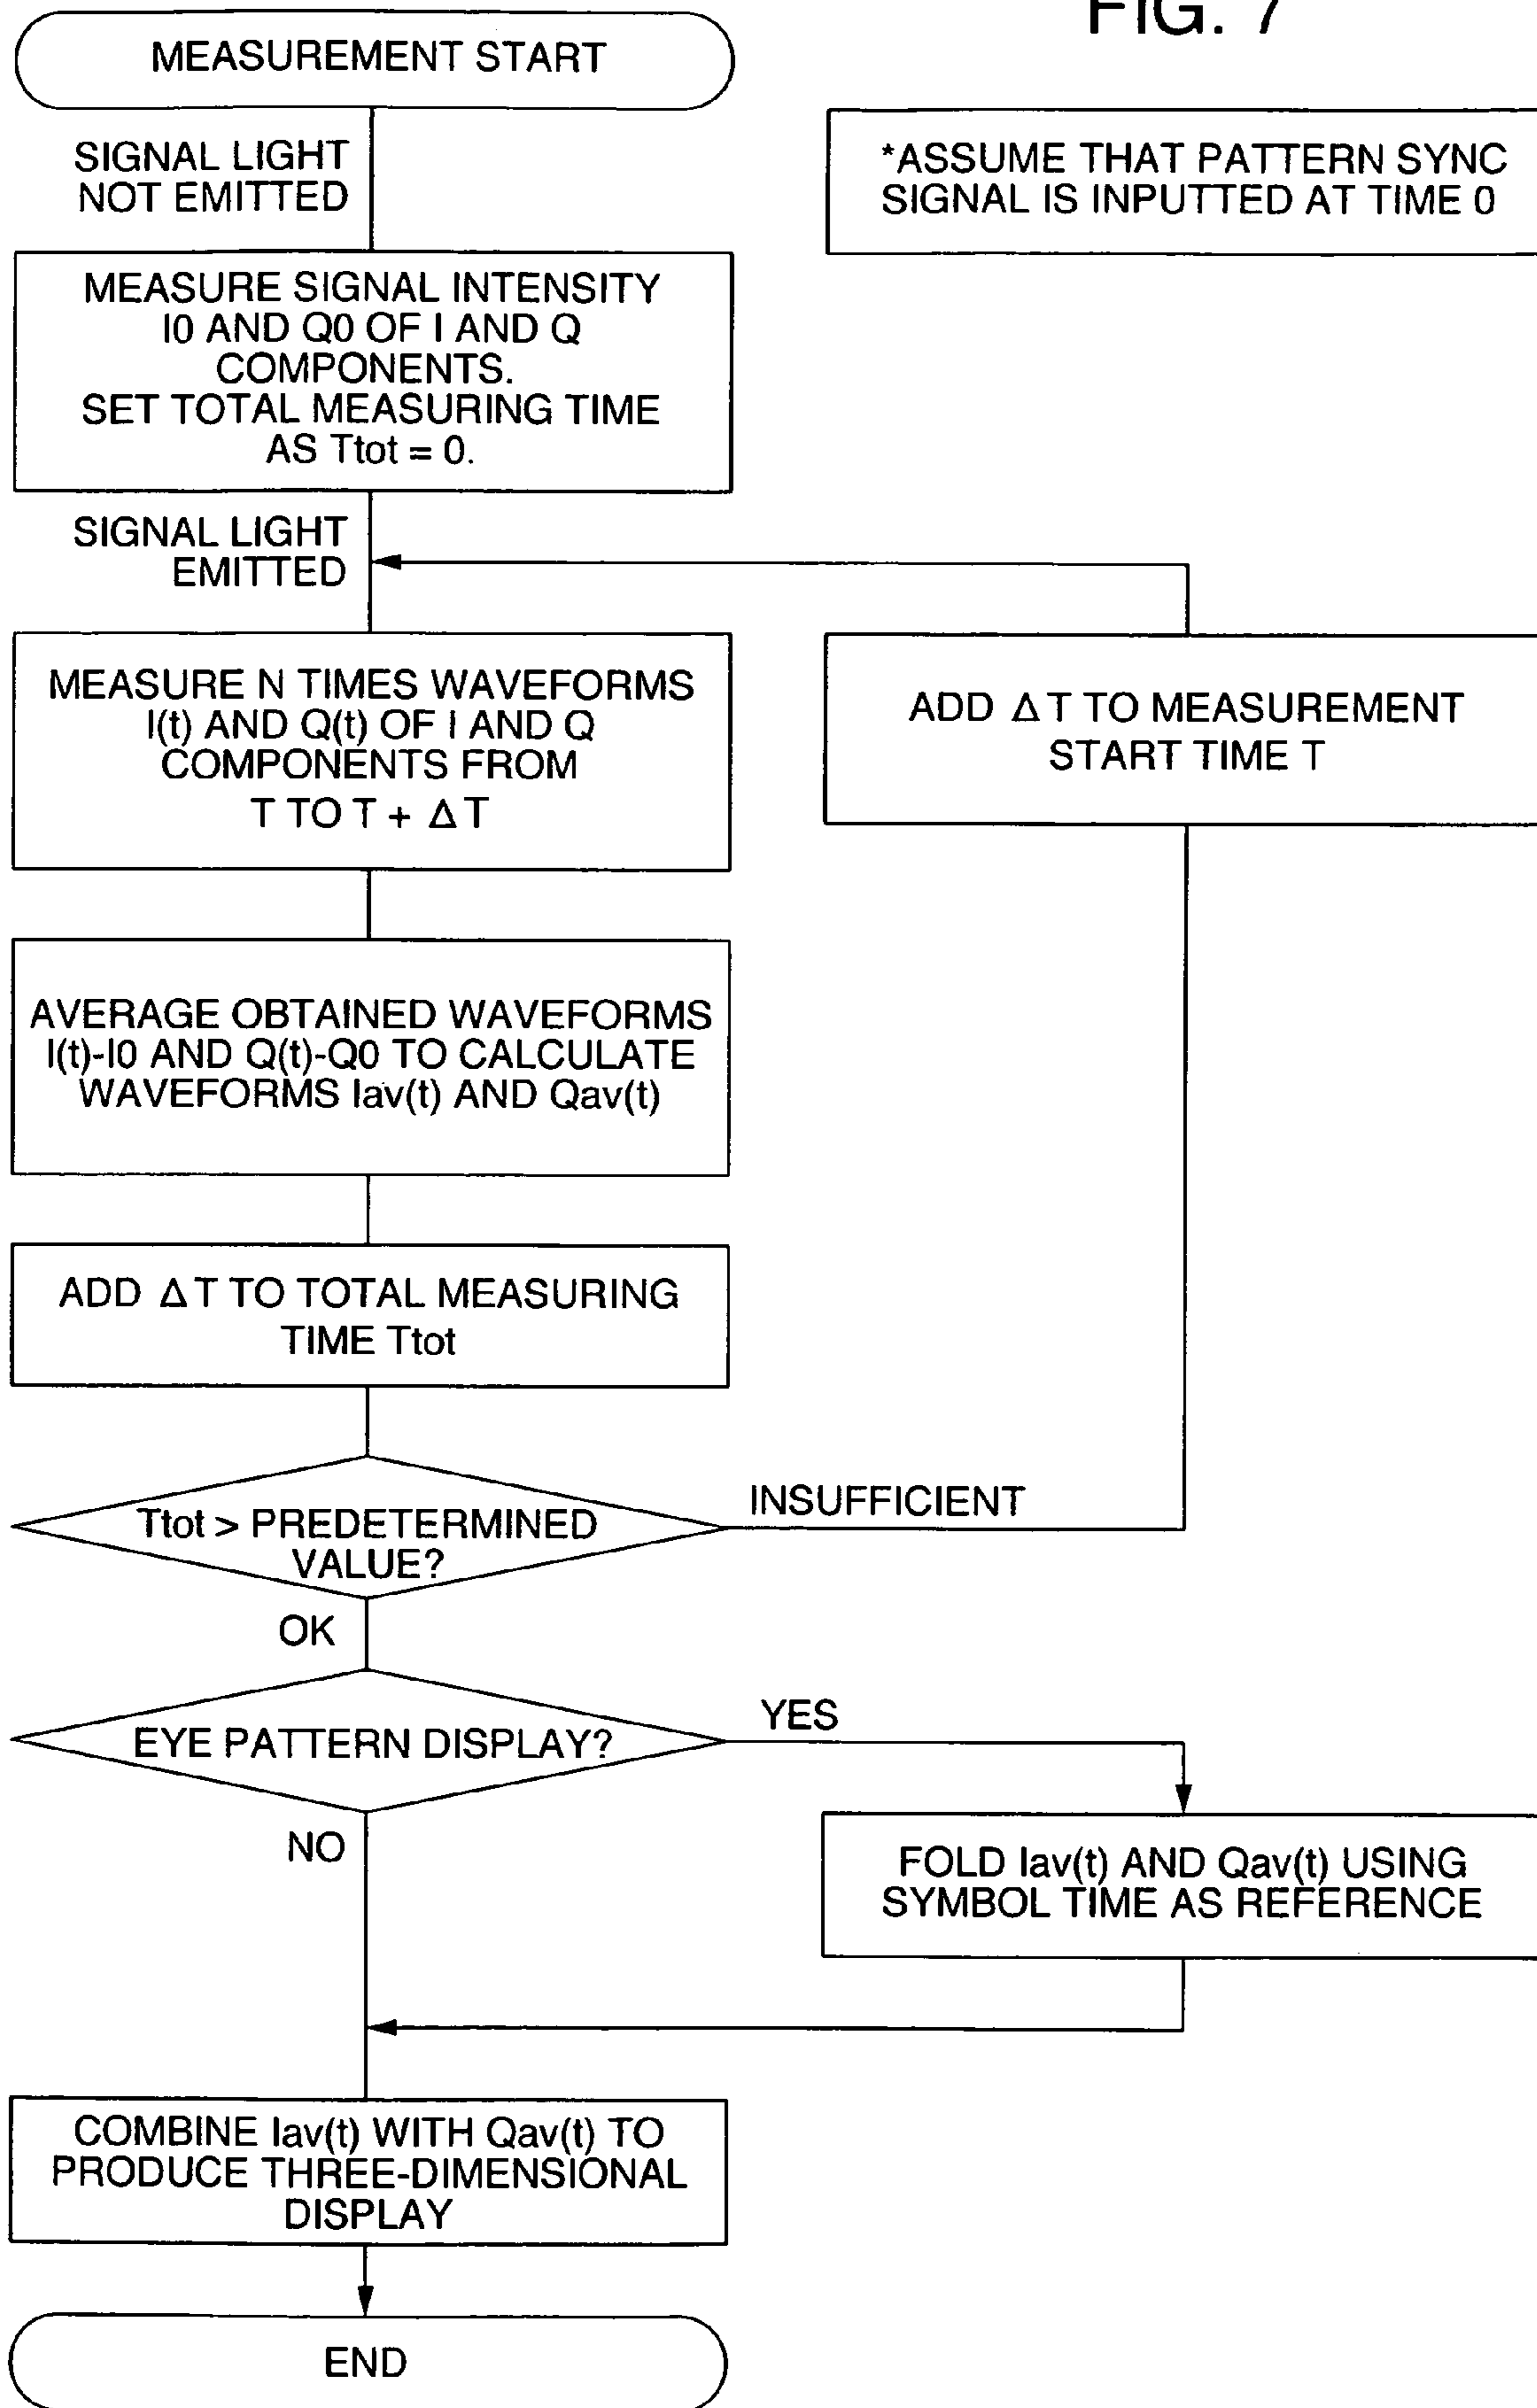 FIG. 7
MEASUREMENT START
SIGNAL LIGHT
NOT EMITTED
*ASSUME THAT PATTERN SYNC
SIGNAL IS INPUTTED AT TIME 0
MEASURE SIGNAL INTENSITY
I0 AND Q0 OF I AND Q
COMPONENTS.
SET TOTAL MEASURING TIME
AS Ttot = 0.
SIGNAL LIGHT
EMITTED
MEASURE N TIMES WAVEFORMS
I(t) AND Q(t) OF I AND Q
COMPONENTS FROM
T TO T + ΔT
ADD ΔT TO MEASUREMENT
START TIME T
AVERAGE OBTAINED WAVEFORMS
I(t)-I0 AND Q(t)-Q0 TO CALCULATE
WAVEFORMS Iav(t) AND Qav(t)
ADD ΔT TO TOTAL MEASURING
TIME Ttot
Ttot > PREDETERMINED
VALUE?
INSUFFICIENT
OK
EYE PATTERN DISPLAY?
YES
NO
FOLD Iav(t) AND Qav(t) USING
SYMBOL TIME AS REFERENCE
COMBINE Iav(t) WITH Qav(t) TO
PRODUCE THREE-DIMENSIONAL
DISPLAY
END